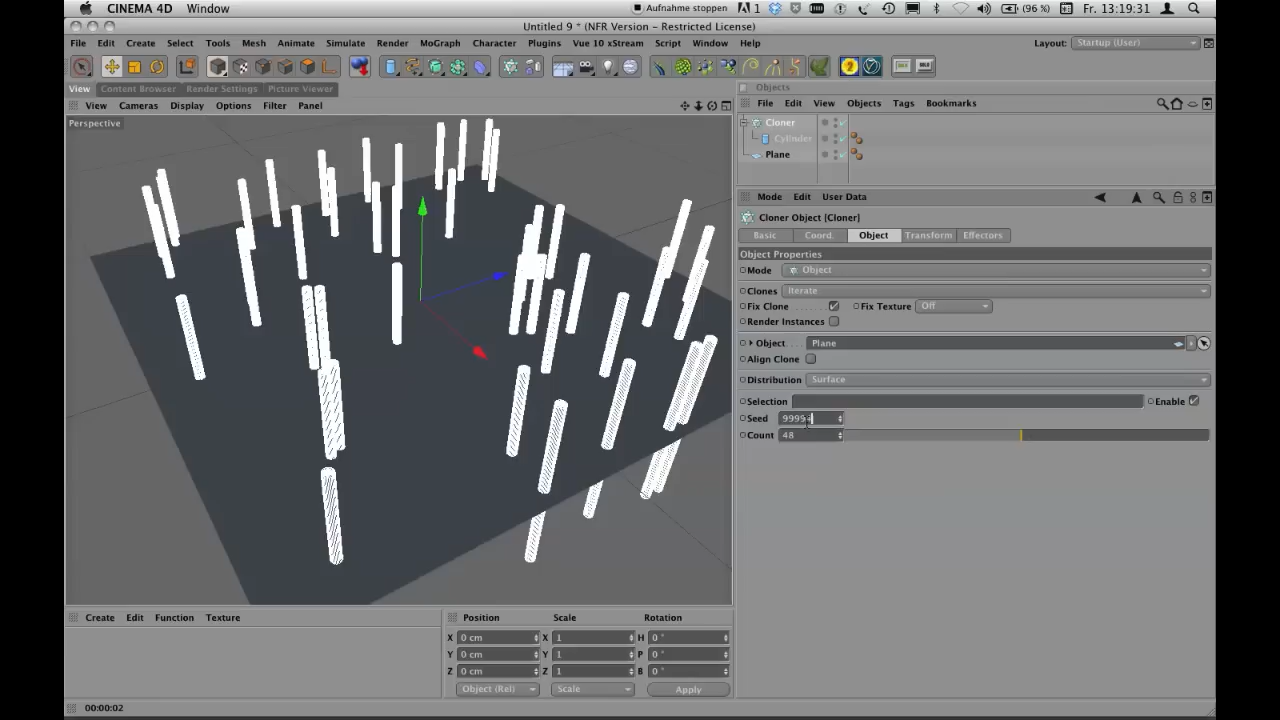 CINEMA 4D Window Aufnahme stoppen 1 (96 %) Fr. 13:19:31
Untitled 9 * (NFR Version - Restricted License)
File Edit Create Select Tools Mesh Animate Simulate Render MoGraph Character Plugins Vue 10 xStream Script Window Help Layout: Startup (User)
View Content Browser Render Settings Picture Viewer
View Cameras Display Options Filter Panel
Perspective
Objects
File Edit View Objects Tags Bookmarks
Cloner
Cylinder
Plane
Mode Edit User Data
Cloner Object [Cloner]
Basic Coord. Object Transform Effectors
Object Properties
Mode Object
Clones Iterate
Fix Clone Fix Texture Off
Render Instances
Object Plane
Align Clone
Distribution Surface
Selection Enable
Seed 9999
Count 48
Create Edit Function Texture
Position Scale Rotation
X 0 cm X 1 H 0 °
Y 0 cm Y 1 P 0 °
Z 0 cm Z 1 B 0 °
Object (Rel) Scale Apply
00:00:02